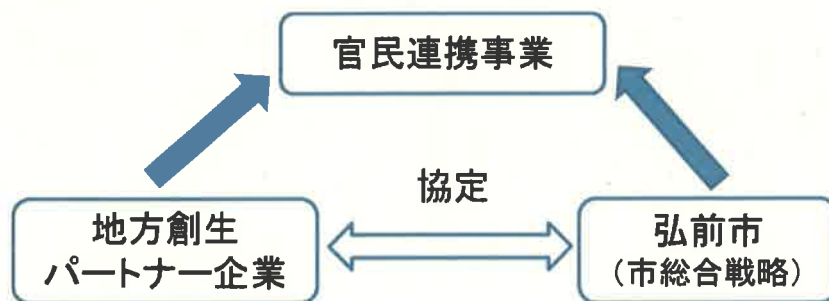 官民連携事業
協定
地方創生
パートナー企業
弘前市
（市総合戦略）